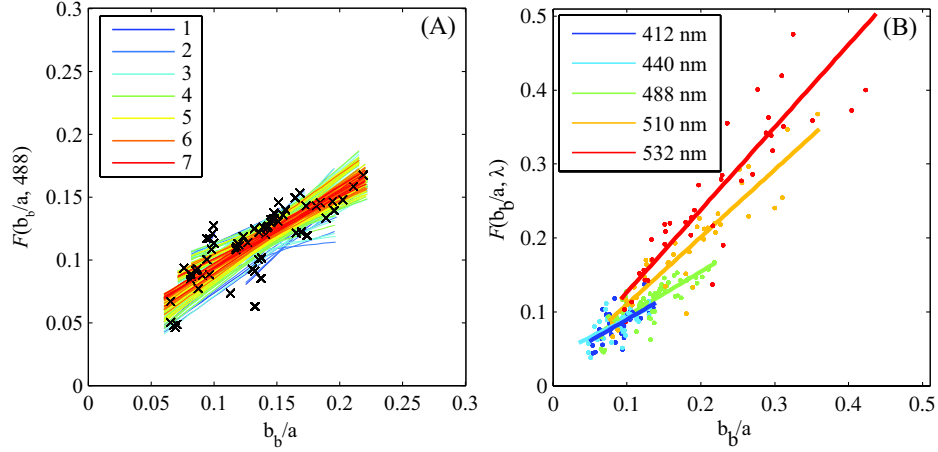 (A)
F(b_b/a, 488)
0.3
0.25
0.2
0.15
0.1
0.05
0
1
2
3
4
5
6
7
0 0.05 0.1 0.15 0.2 0.25 0.3
b_b/a
(B)
F(b_b/a, λ)
0.5
0.4
0.3
0.2
0.1
0
412 nm
440 nm
488 nm
510 nm
532 nm
0 0.1 0.2 0.3 0.4 0.5
b_b/a